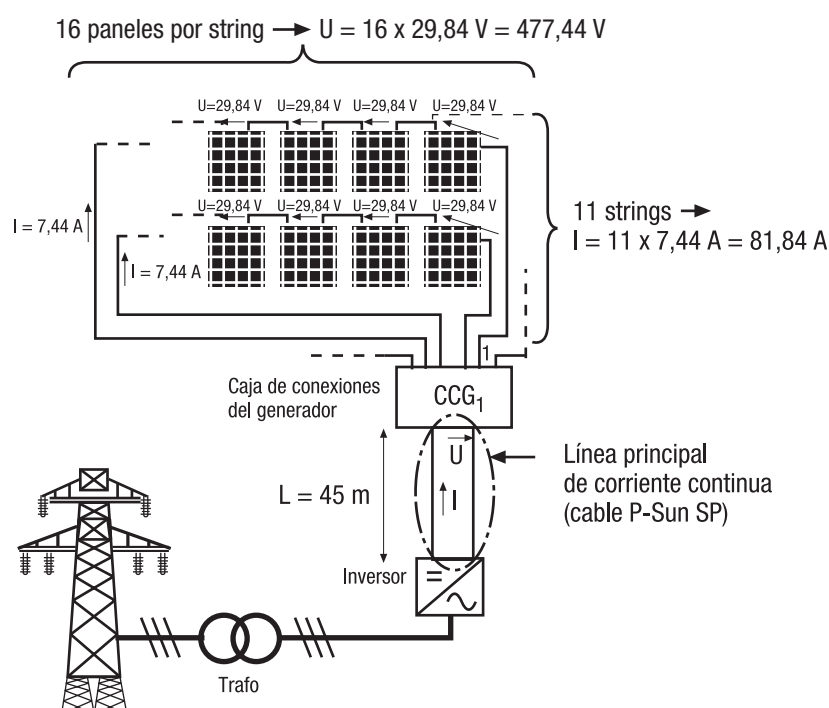 16 paneles por string → U = 16 x 29,84 V = 477,44 V
U=29,84 V U=29,84 V U=29,84 V U=29,84 V
I = 7,44 A
U=29,84 V U=29,84 V U=29,84 V U=29,84 V
I = 7,44 A
11 strings →
I = 11 x 7,44 A = 81,84 A
1
Caja de conexiones
del generador
CCG1
U
L = 45 m
I
Línea principal
de corriente continua
(cable P-Sun SP)
Inversor
Trafo